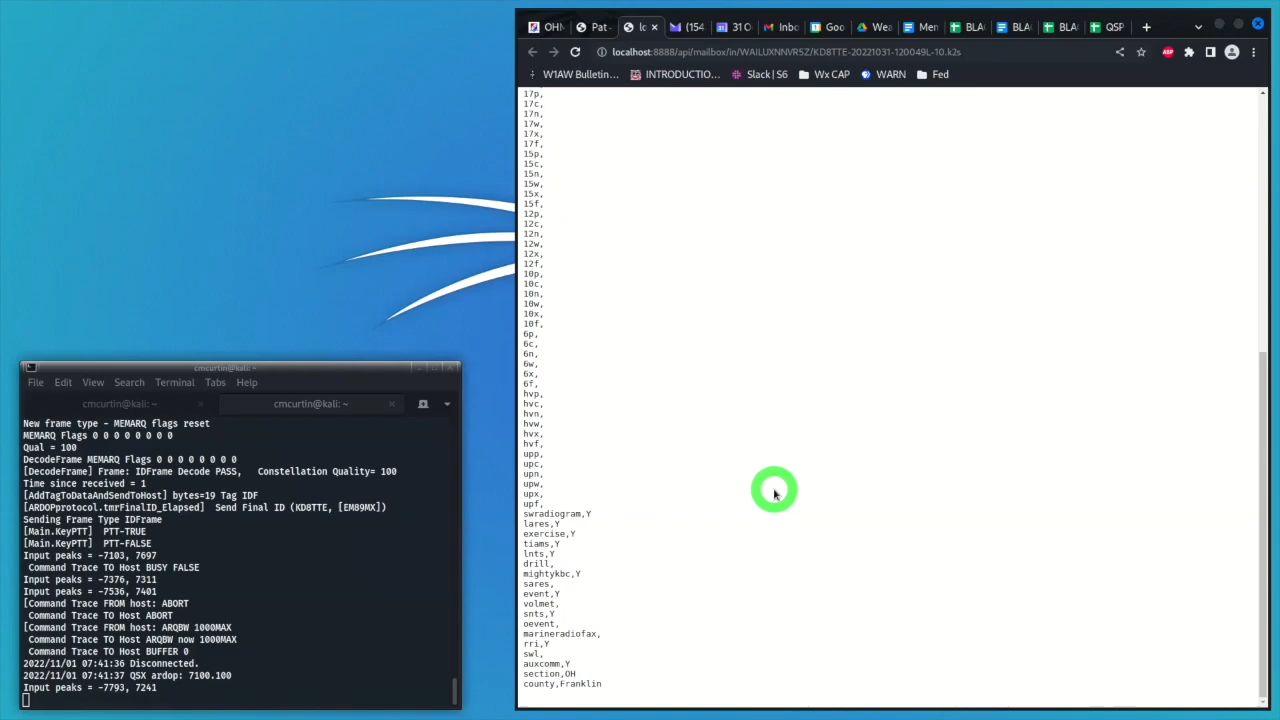 OHN
Pat -
lo
(154
31 O
Inbo
Goo
Wea
Men
BLA
BLA
BLA
QSP
localhost:8888/api/mailbox/in/WAILUXNNVR5Z/KD8TTE-20221031-120049L-10.k2s
ABP
W1AW Bulletin...
INTRODUCTIO...
Slack | S6
Wx CAP
WARN
Fed
17p,
17c,
17n,
17w,
17x,
17f,
15p,
15c,
15n,
15w,
15x,
15f,
12p,
12c,
12n,
12w,
12x,
12f,
10p,
10c,
10n,
10w,
10x,
10f,
6p,
6c,
6n,
6w,
6x,
6f,
hvp,
hvc,
hvn,
hvw,
hvx,
hvf,
upp,
upc,
upn,
upw,
upx,
upf,
swradiogram,Y
lares,Y
exercise,Y
tiams,Y
lnts,Y
drill,
mightykbc,Y
sares,
event,Y
volmet,
snts,Y
oevent,
marineradiofax,
rri,Y
swl,
auxcomm,Y
section,OH
county,Franklin
cmcurtin@kali: ~
File Edit View Search Terminal Tabs Help
cmcurtin@kali: ~
cmcurtin@kali: ~
New frame type - MEMARQ flags reset
MEMARQ Flags 0 0 0 0 0 0 0 0
Qual = 100
DecodeFrame MEMARQ Flags 0 0 0 0 0 0 0 0
[DecodeFrame] Frame: IDFrame Decode PASS,   Constellation Quality= 100
Time since received = 1
[AddTagToDataAndSendToHost] bytes=19 Tag IDF
[ARDOPprotocol.tmrFinalID_Elapsed]  Send Final ID (KD8TTE, [EM89MX])
Sending Frame Type IDFrame
[Main.KeyPTT]  PTT-TRUE
[Main.KeyPTT]  PTT-FALSE
Input peaks = -7103, 7697
Command Trace TO Host BUSY FALSE
Input peaks = -7376, 7311
Input peaks = -7536, 7401
[Command Trace FROM host: ABORT
Command Trace TO Host ABORT
[Command Trace FROM host: ARQBW 1000MAX
Command Trace TO Host ARQBW now 1000MAX
Command Trace TO Host BUFFER 0
2022/11/01 07:41:36 Disconnected.
2022/11/01 07:41:37 QSX ardop: 7100.100
Input peaks = -7793, 7241